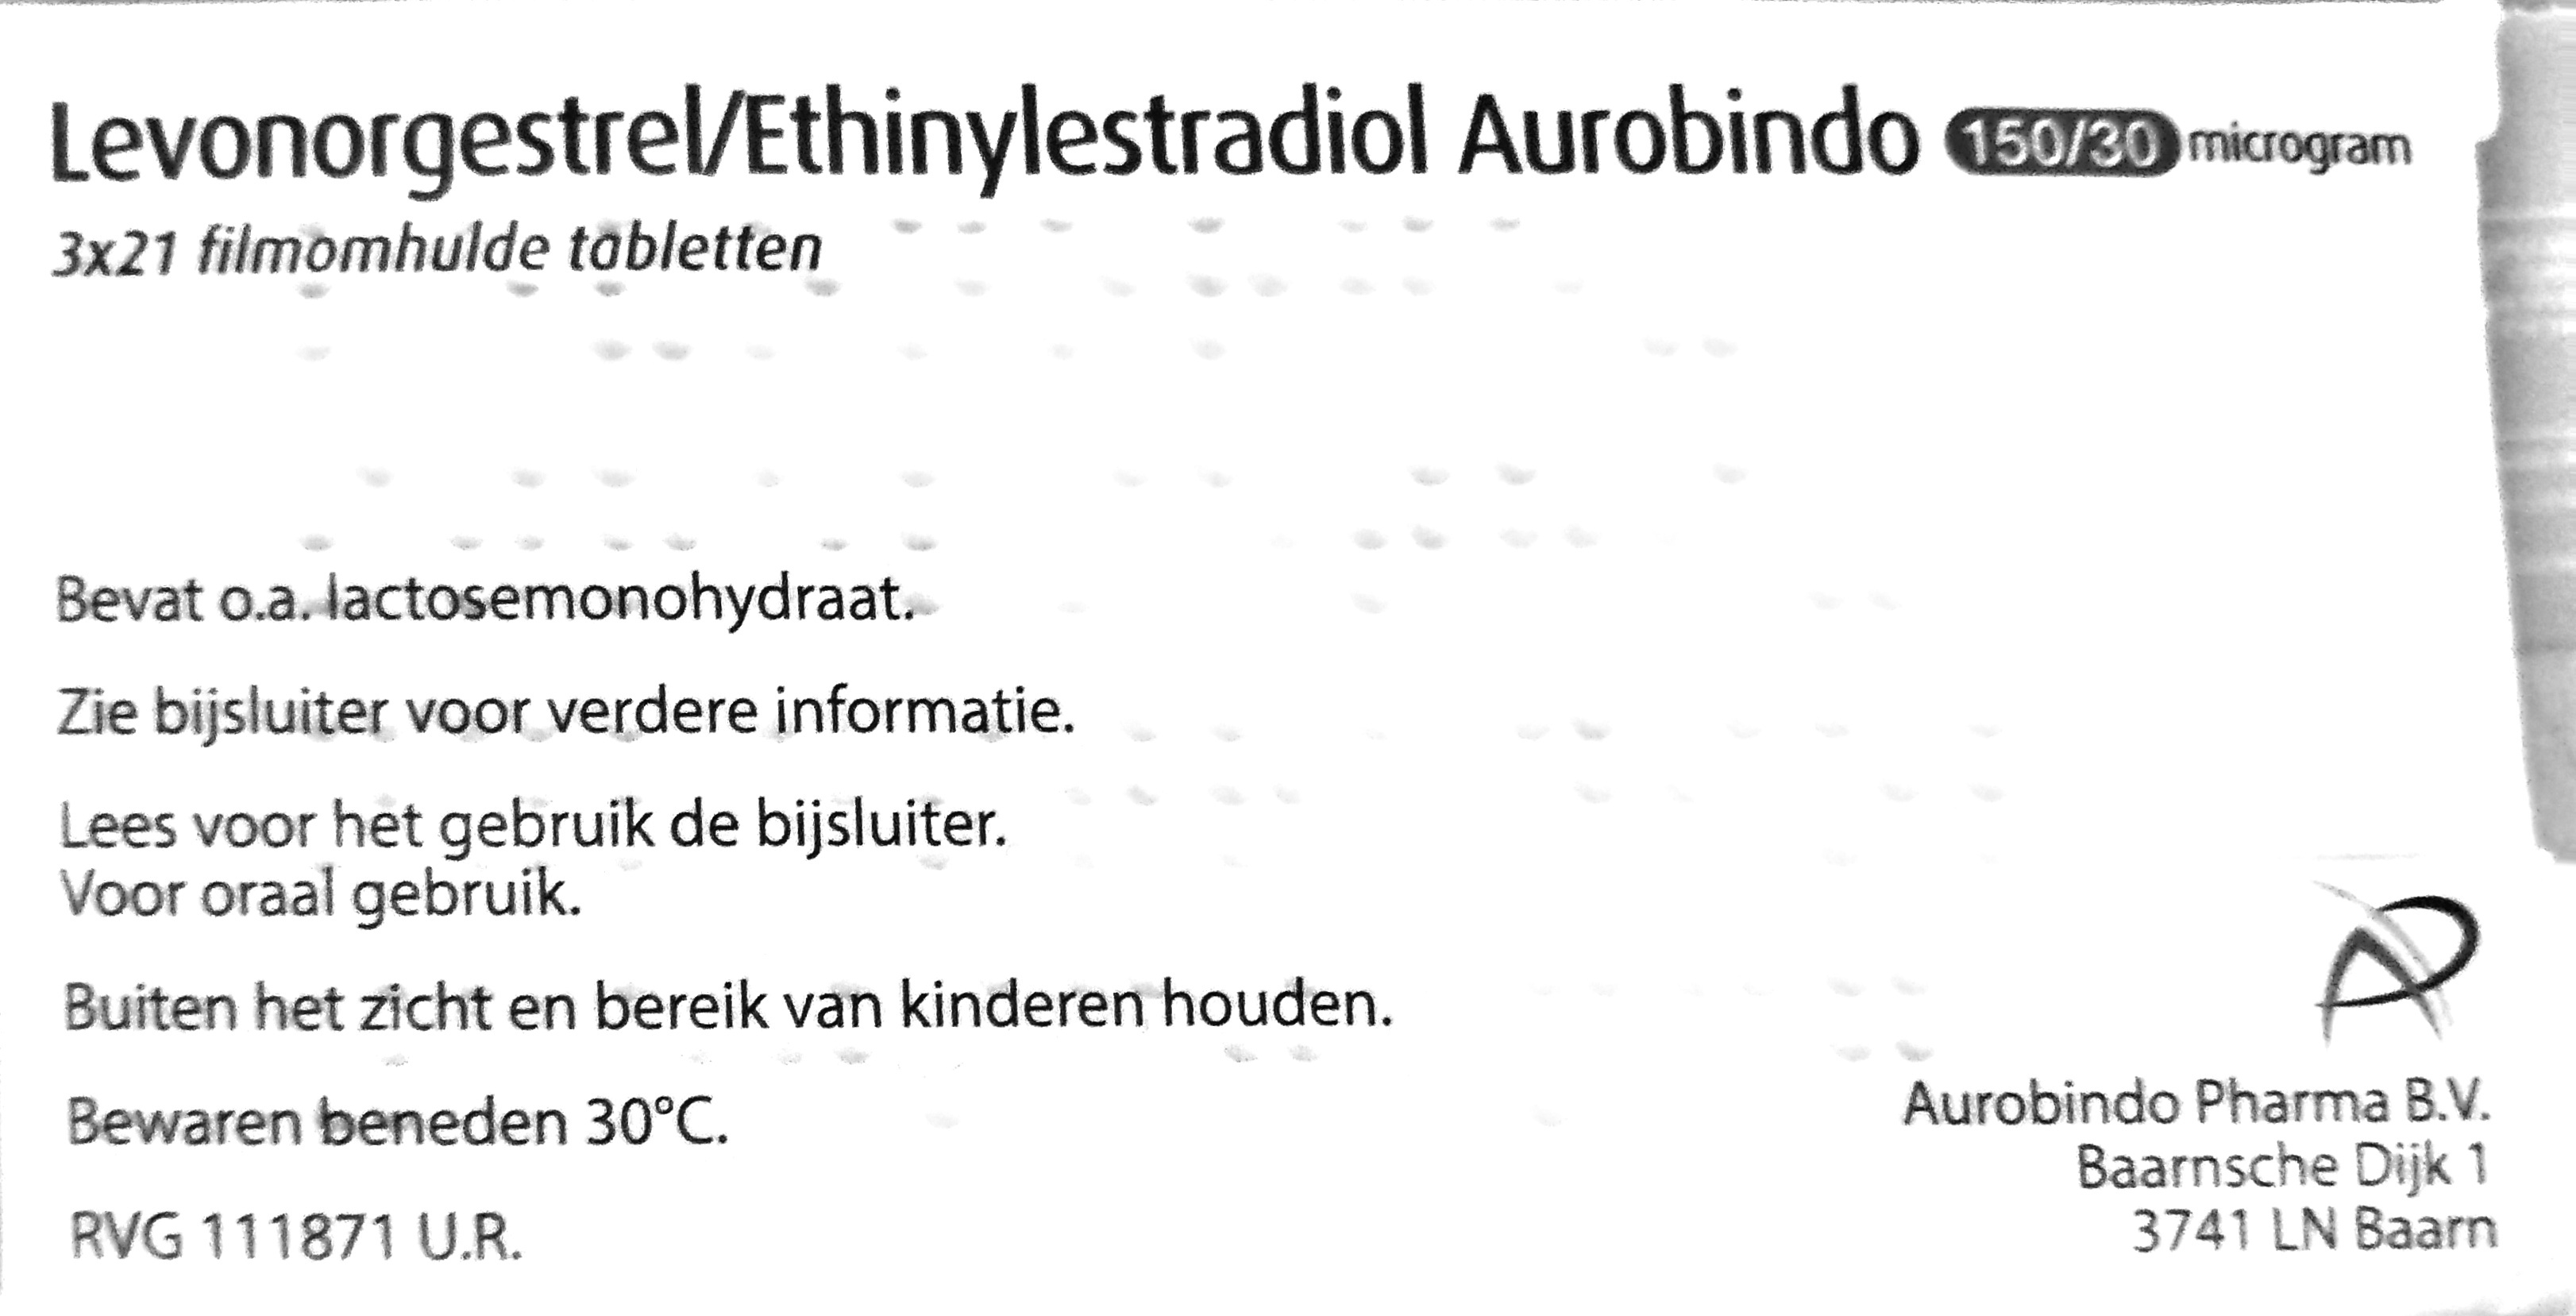 Levonorgestrel/Ethinylestradiol Aurobindo 150/30 microgram
3x21 filmomhulde tabletten
Bevat o.a. lactosemonohydraat.
Zie bijsluiter voor verdere informatie.
Lees voor het gebruik de bijsluiter.
Voor oraal gebruik.
Buiten het zicht en bereik van kinderen houden.
Bewaren beneden 30°C.
RVG 111871 U.R.
Aurobindo Pharma B.V.
Baarnsche Dijk 1
3741 LN Baarn